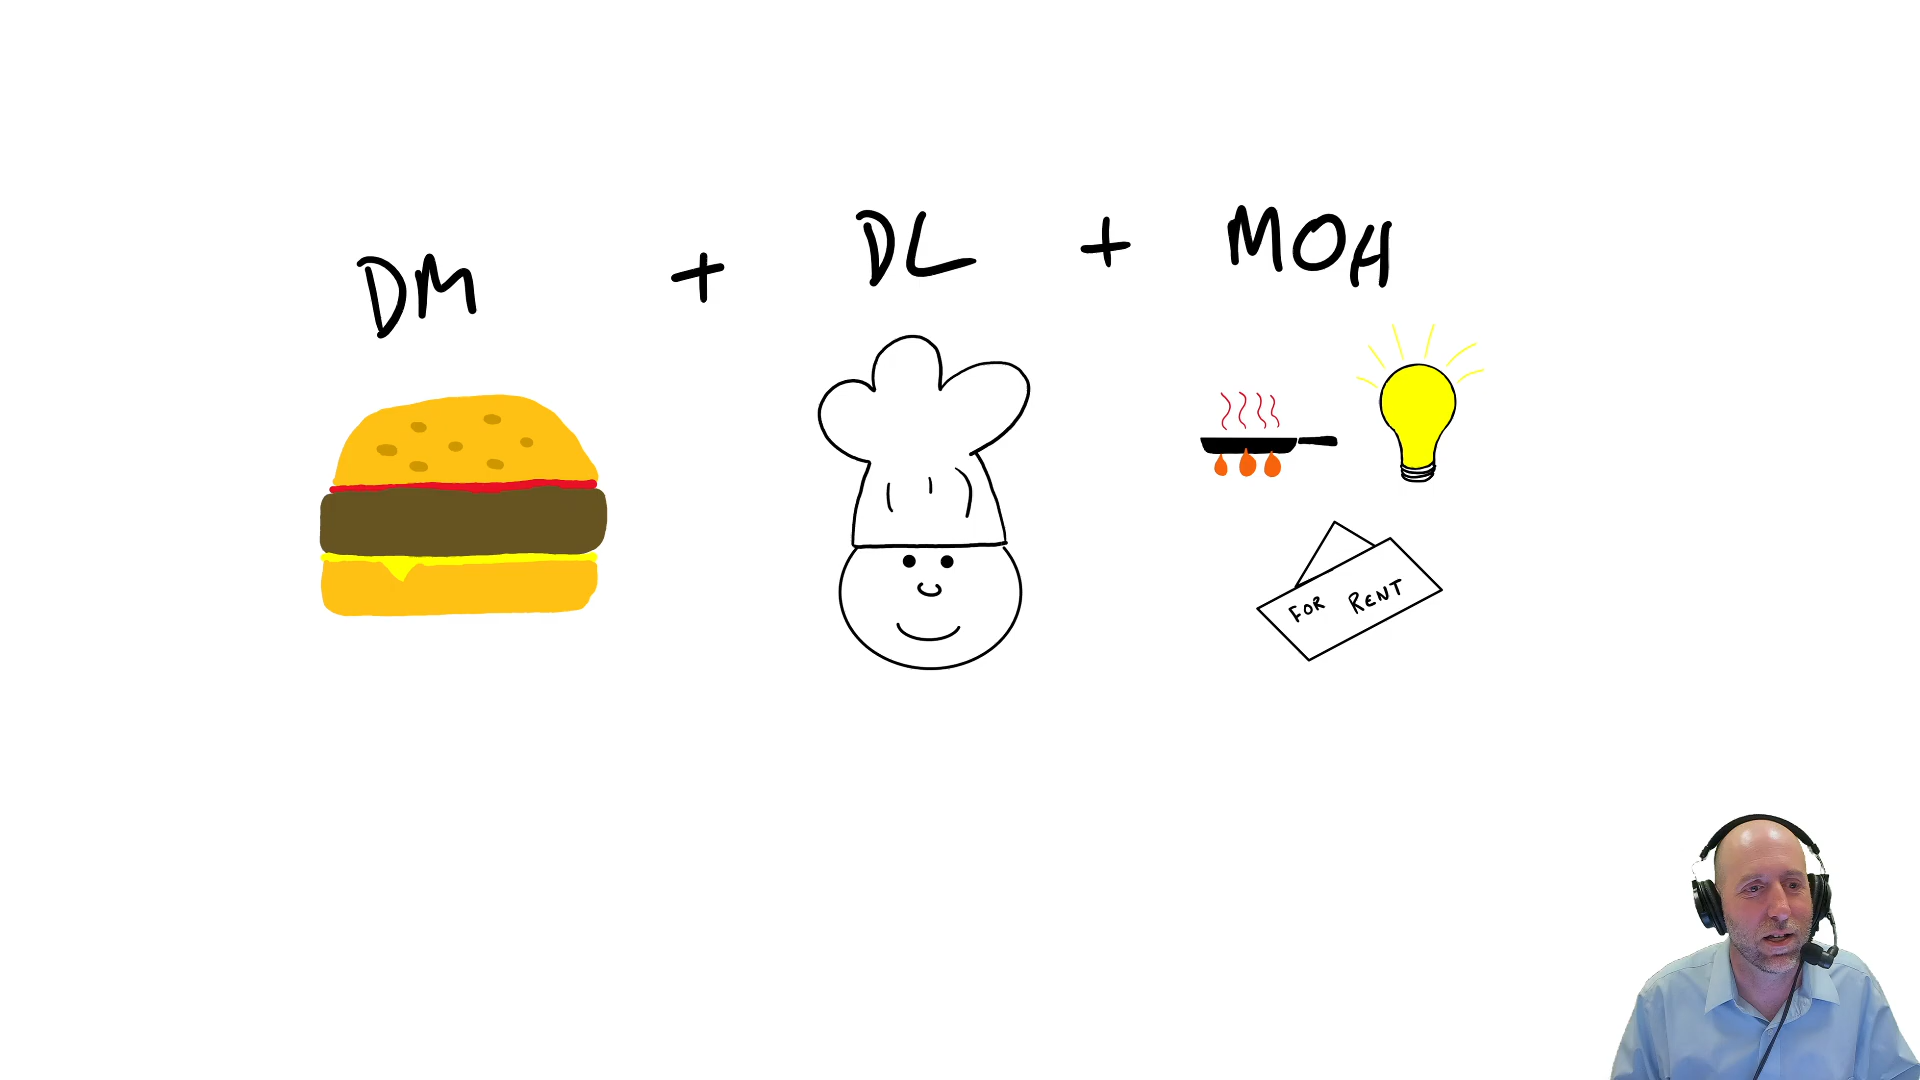 DM + DL + MOH
FOR RENT